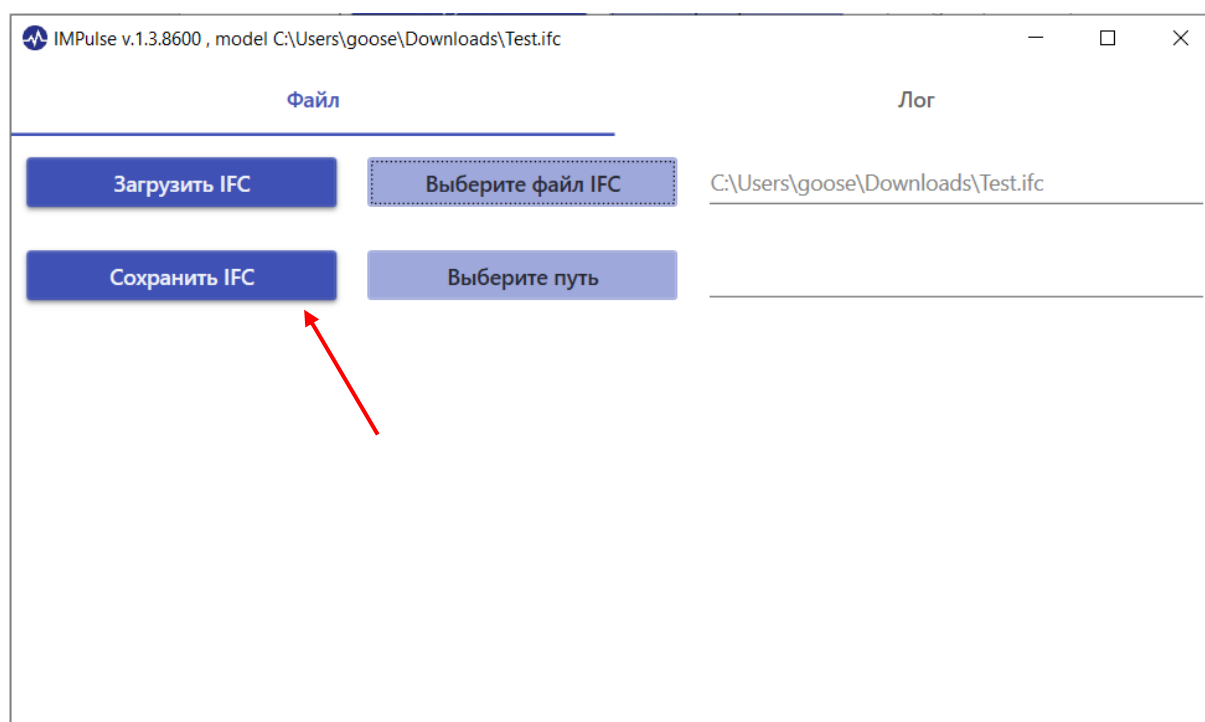 IMPulse v.1.3.8600 , model C:\Users\goose\Downloads\Test.ifc
Файл Лог
Загрузить IFC Выберите файл IFC C:\Users\goose\Downloads\Test.ifc
Сохранить IFC Выберите путь